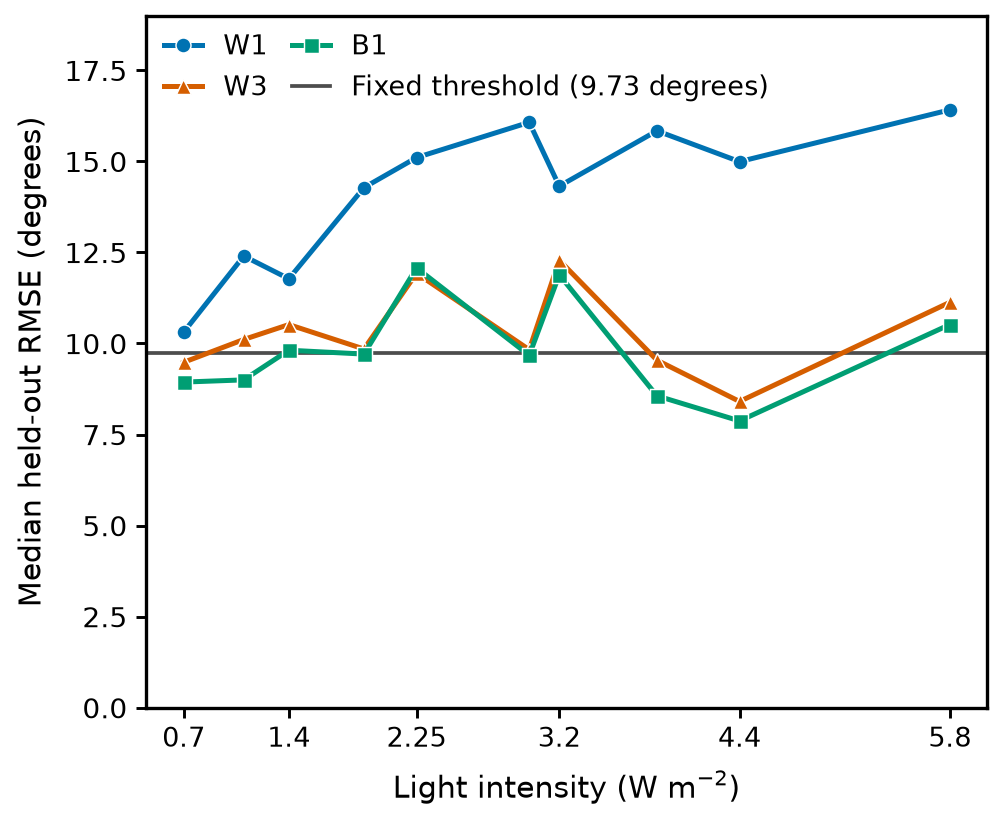 W1
B1
W3
Fixed threshold (9.73 degrees)
Median held-out RMSE (degrees)
17.5
15.0
12.5
10.0
7.5
5.0
2.5
0.0
0.7 1.4 2.25 3.2 4.4 5.8
Light intensity (W m⁻²)